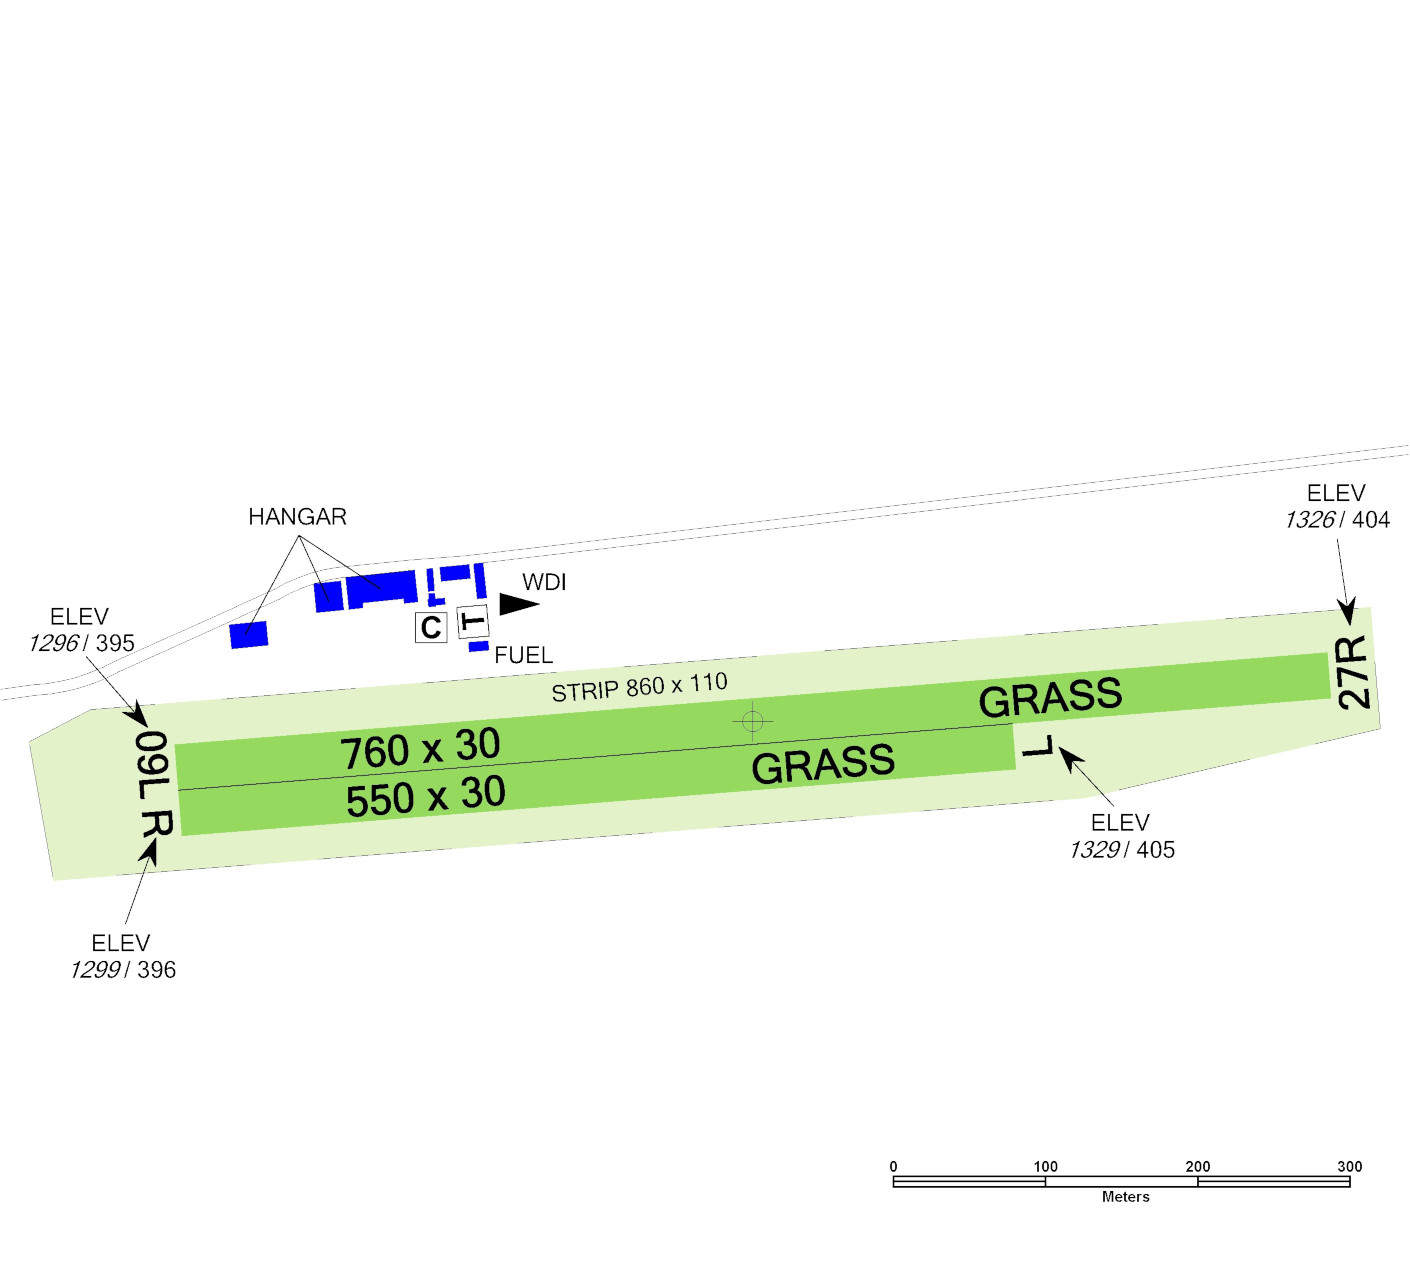 ELEV
1326 / 404
HANGAR
WDI
ELEV
1296 / 395
C
T
FUEL
STRIP 860 x 110
27R
GRASS
09L R
760 x 30
GRASS
L
550 x 30
ELEV
1329 / 405
ELEV
1299 / 396
0 100 200 300
Meters